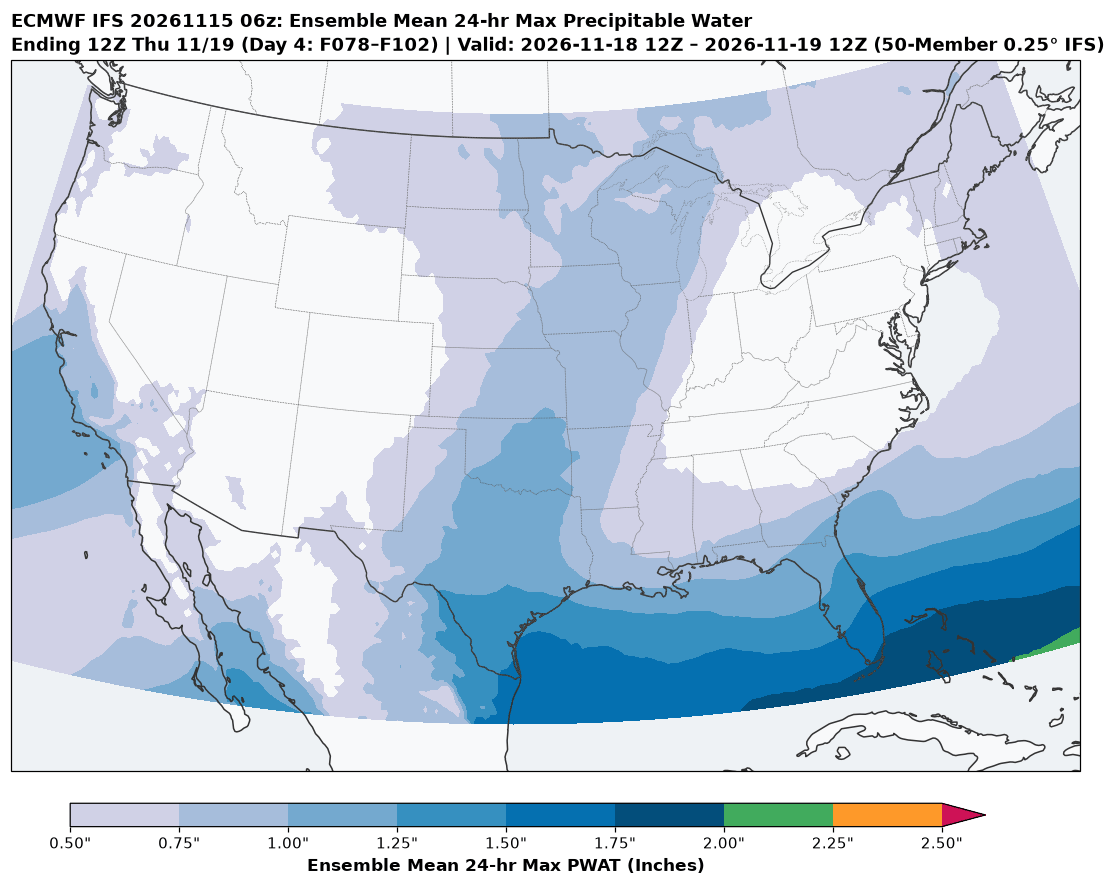 ECMWF IFS 20261115 06z: Ensemble Mean 24-hr Max Precipitable Water
Ending 12Z Thu 11/19 (Day 4: F078–F102) | Valid: 2026-11-18 12Z – 2026-11-19 12Z (50-Member 0.25° IFS)
0.50" 0.75" 1.00" 1.25" 1.50" 1.75" 2.00" 2.25" 2.50"
Ensemble Mean 24-hr Max PWAT (Inches)